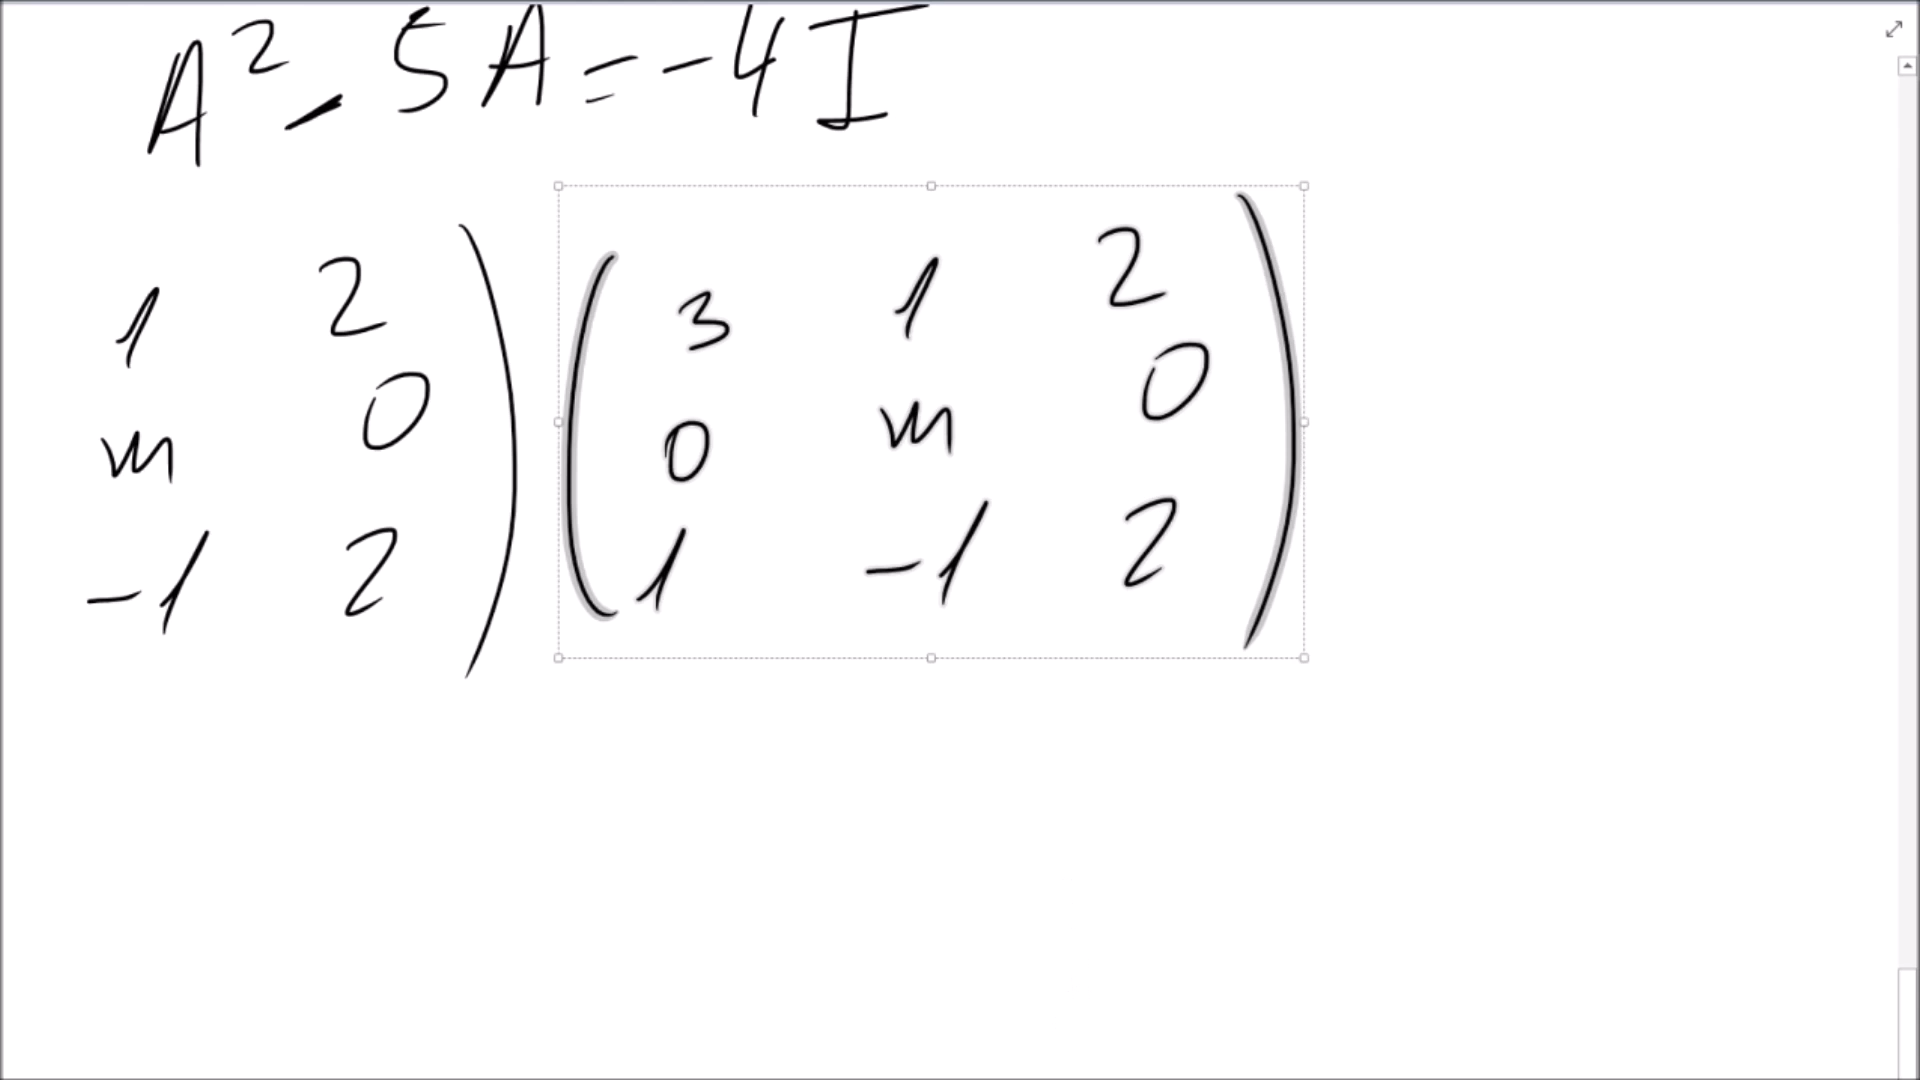 A² - 5A = -4I
1 2 ) ( 3 1 2 )
m 0 ) ( 0 m 0 )
-1 2 ) ( 1 -1 2 )